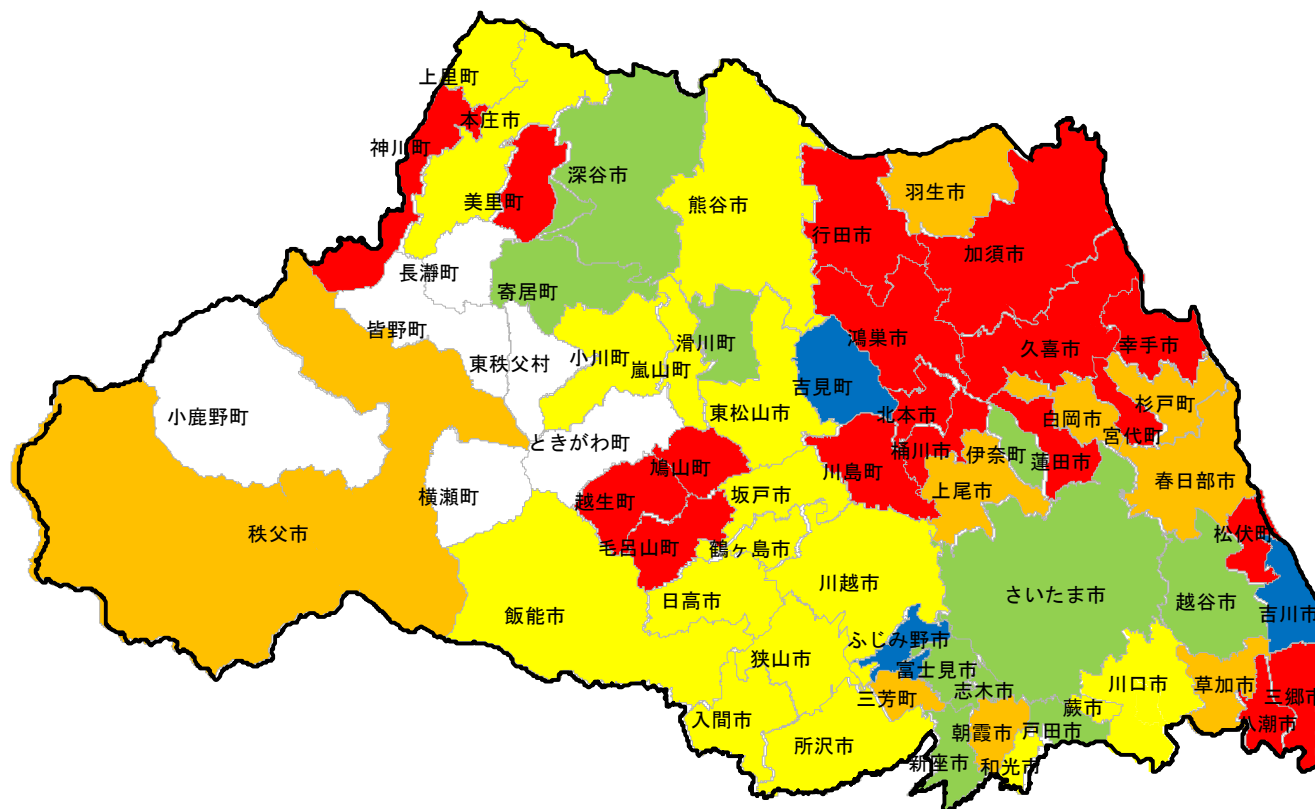 上里町
本庄市
神川町
美里町
深谷市
熊谷市
羽生市
行田市
加須市
長瀞町
寄居町
皆野町
東秩父村
小川町
嵐山町
滑川町
吉見町
鴻巣市
久喜市
幸手市
小鹿野町
東松山市
北本市
白岡市
杉戸町
宮代町
ときがわ町
鳩山町
川島町
桶川市
伊奈町
蓮田市
春日部市
横瀬町
越生町
坂戸市
上尾市
秩父市
毛呂山町
鶴ヶ島市
松伏町
飯能市
日高市
川越市
さいたま市
越谷市
吉川市
狭山市
ふじみ野市
富士見市
志木市
三芳町
川口市
草加市
三郷市
蕨市
入間市
所沢市
朝霞市
戸田市
八潮市
新座市
和光市